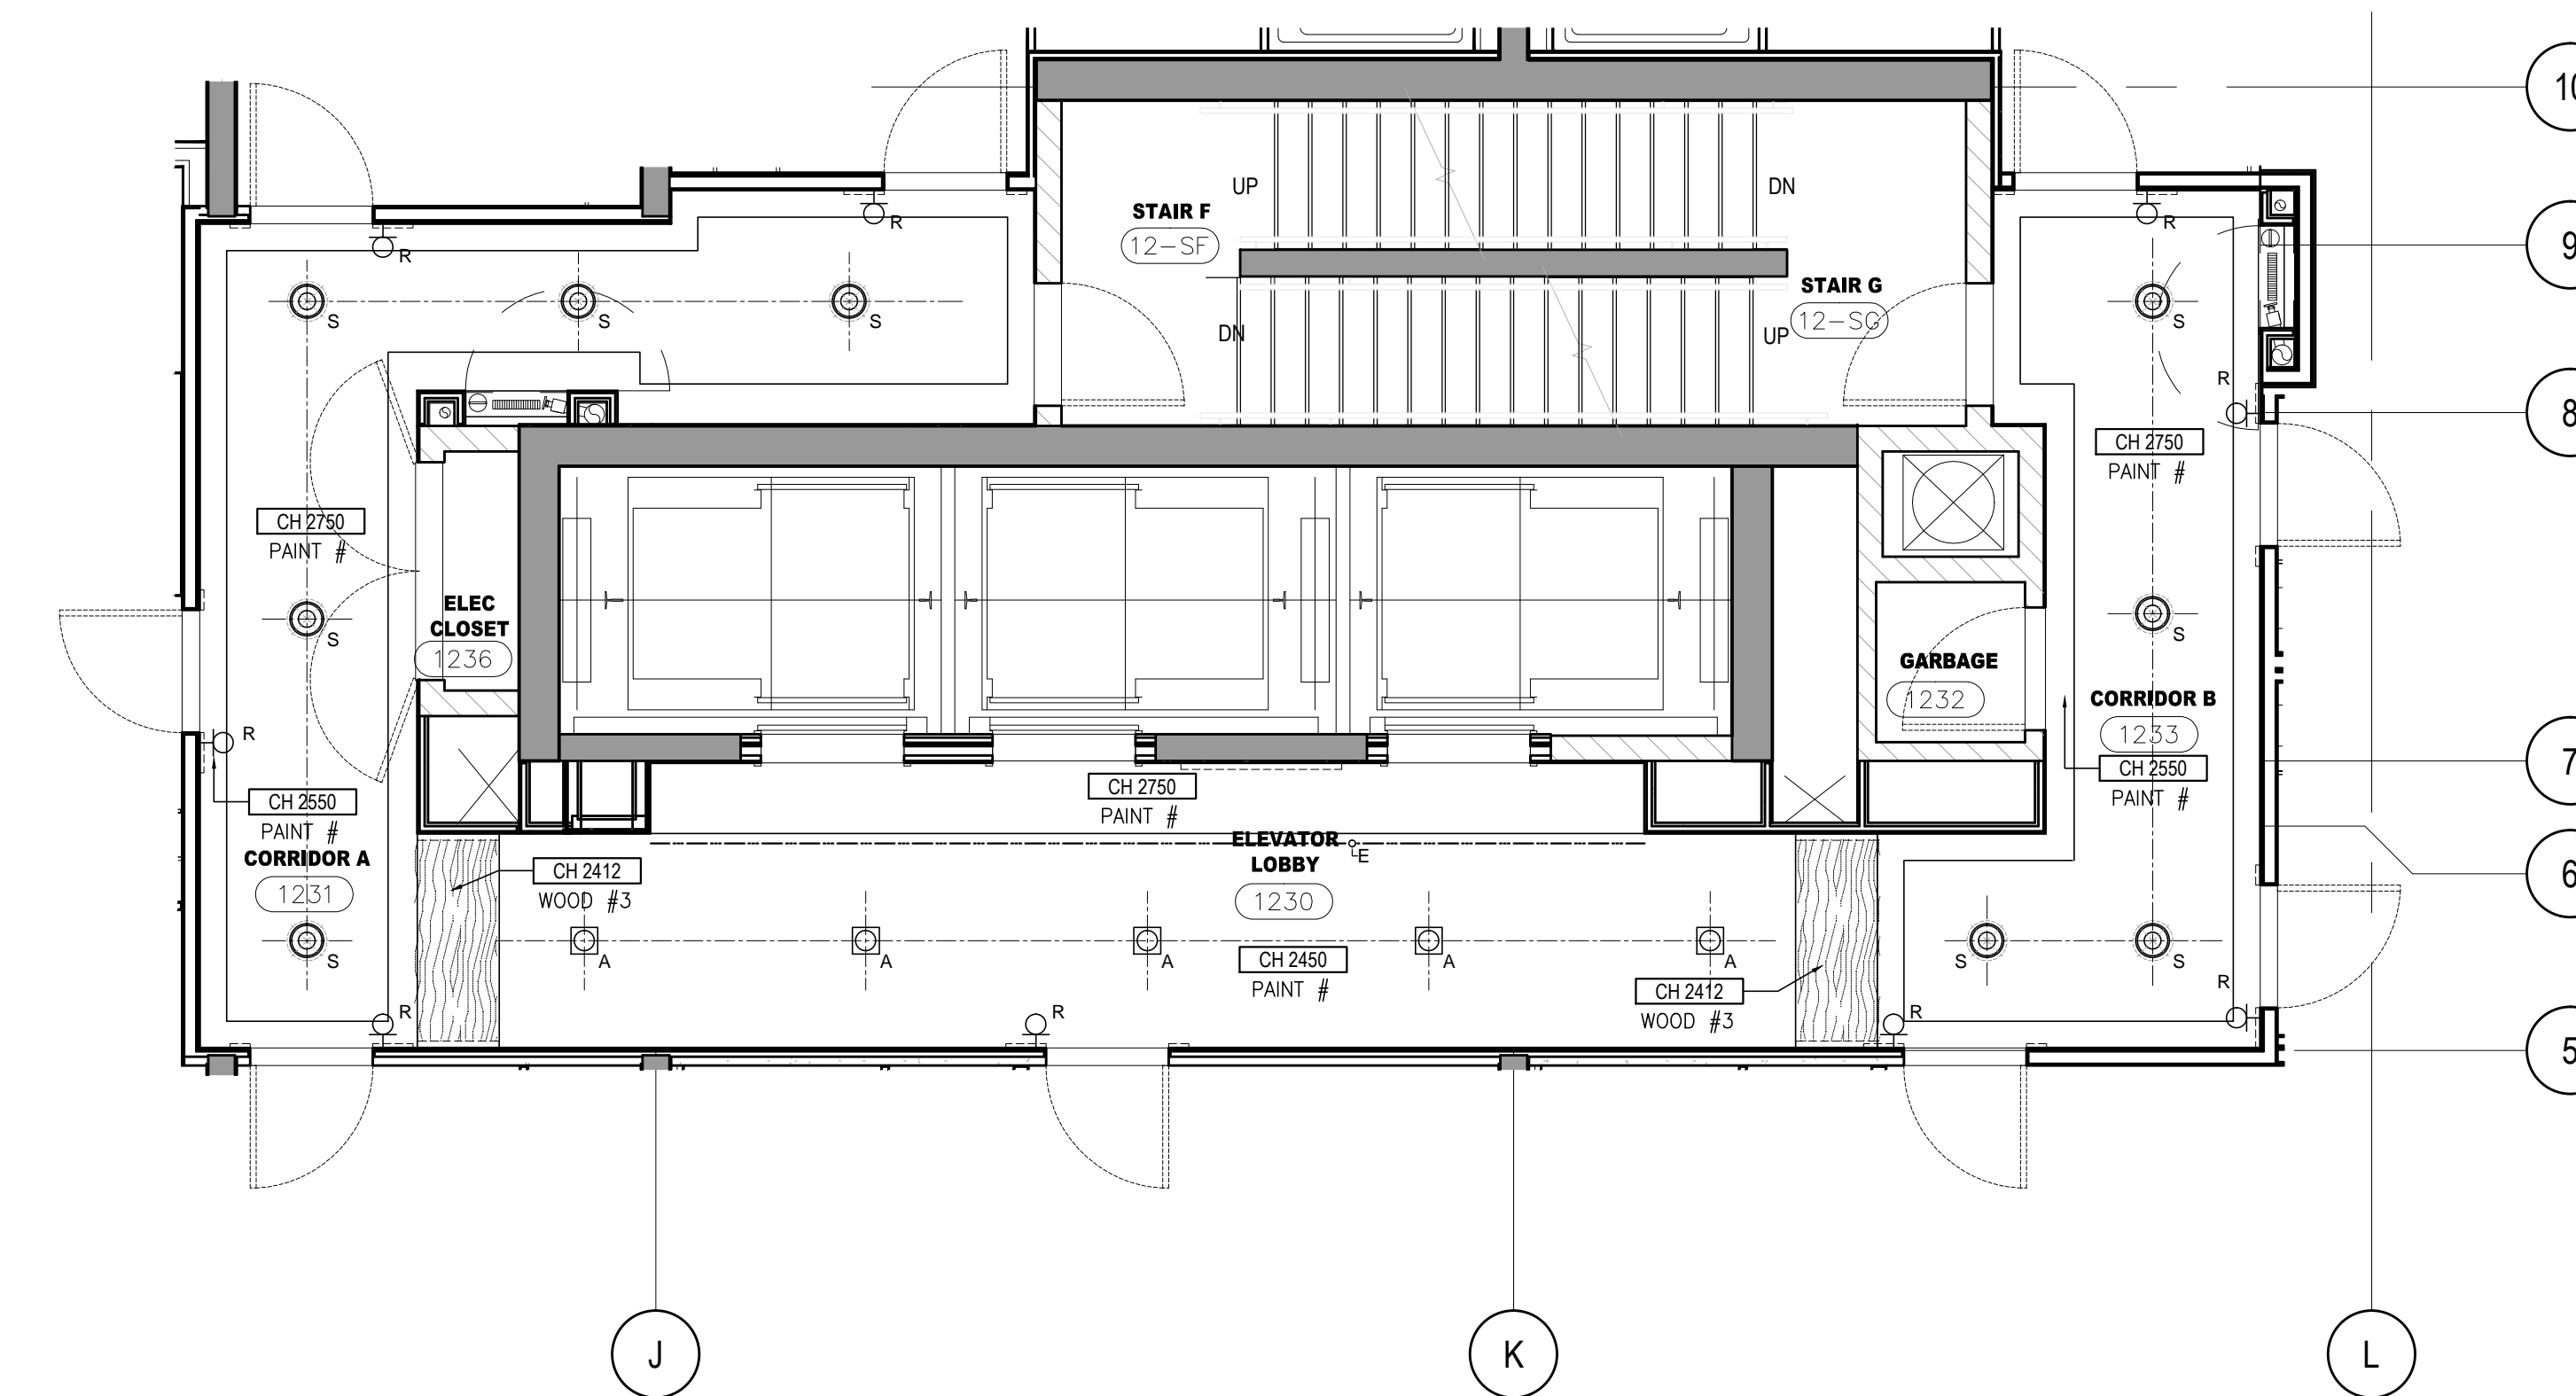 10
UP
DN
STAIR F
12-SF
R
R
R
9
STAIR G
12-SG
S
S
S
S
DN
UP
R
8
CH 2750
PAINT #
CH 2750
PAINT #
ELEC
CLOSET
1236
S
S
GARBAGE
1232
CORRIDOR B
1233
R
7
CH 2550
PAINT #
CH 2750
PAINT #
CH 2550
PAINT #
ELEVATOR
LOBBY
1230
E
CORRIDOR A
1231
CH 2412
WOOD #3
6
S
A
A
A
A
A
S
S
CH 2450
PAINT #
CH 2412
WOOD #3
R
R
R
R
R
5
J
K
L